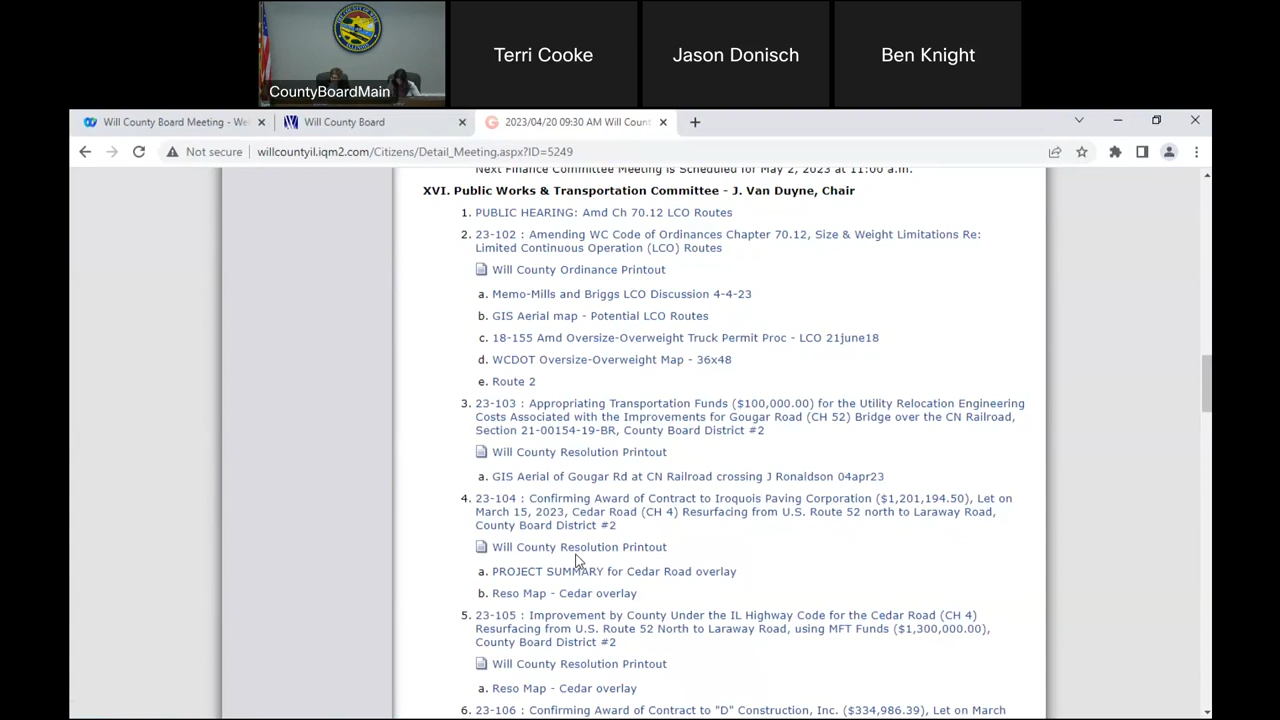 CountyBoardMain
Terri Cooke
Jason Donisch
Ben Knight
Will County Board Meeting - We
Will County Board
2023/04/20 09:30 AM Will Count
Not secure
willcountyil.iqm2.com/Citizens/Detail_Meeting.aspx?ID=5249
Next Finance Committee Meeting is Scheduled for May 2, 2023 at 11:00 a.m.
XVI. Public Works & Transportation Committee - J. Van Duyne, Chair
1. PUBLIC HEARING: Amd Ch 70.12 LCO Routes
2. 23-102 : Amending WC Code of Ordinances Chapter 70.12, Size & Weight Limitations Re:
Limited Continuous Operation (LCO) Routes
Will County Ordinance Printout
a. Memo-Mills and Briggs LCO Discussion 4-4-23
b. GIS Aerial map - Potential LCO Routes
c. 18-155 Amd Oversize-Overweight Truck Permit Proc - LCO 21june18
d. WCDOT Oversize-Overweight Map - 36x48
e. Route 2
3. 23-103 : Appropriating Transportation Funds ($100,000.00) for the Utility Relocation Engineering
Costs Associated with the Improvements for Gougar Road (CH 52) Bridge over the CN Railroad,
Section 21-00154-19-BR, County Board District #2
Will County Resolution Printout
a. GIS Aerial of Gougar Rd at CN Railroad crossing J Ronaldson 04apr23
4. 23-104 : Confirming Award of Contract to Iroquois Paving Corporation ($1,201,194.50), Let on
March 15, 2023, Cedar Road (CH 4) Resurfacing from U.S. Route 52 north to Laraway Road,
County Board District #2
Will County Resolution Printout
a. PROJECT SUMMARY for Cedar Road overlay
b. Reso Map - Cedar overlay
5. 23-105 : Improvement by County Under the IL Highway Code for the Cedar Road (CH 4)
Resurfacing from U.S. Route 52 North to Laraway Road, using MFT Funds ($1,300,000.00),
County Board District #2
Will County Resolution Printout
a. Reso Map - Cedar overlay
6. 23-106 : Confirming Award of Contract to "D" Construction, Inc. ($334,986.39), Let on March